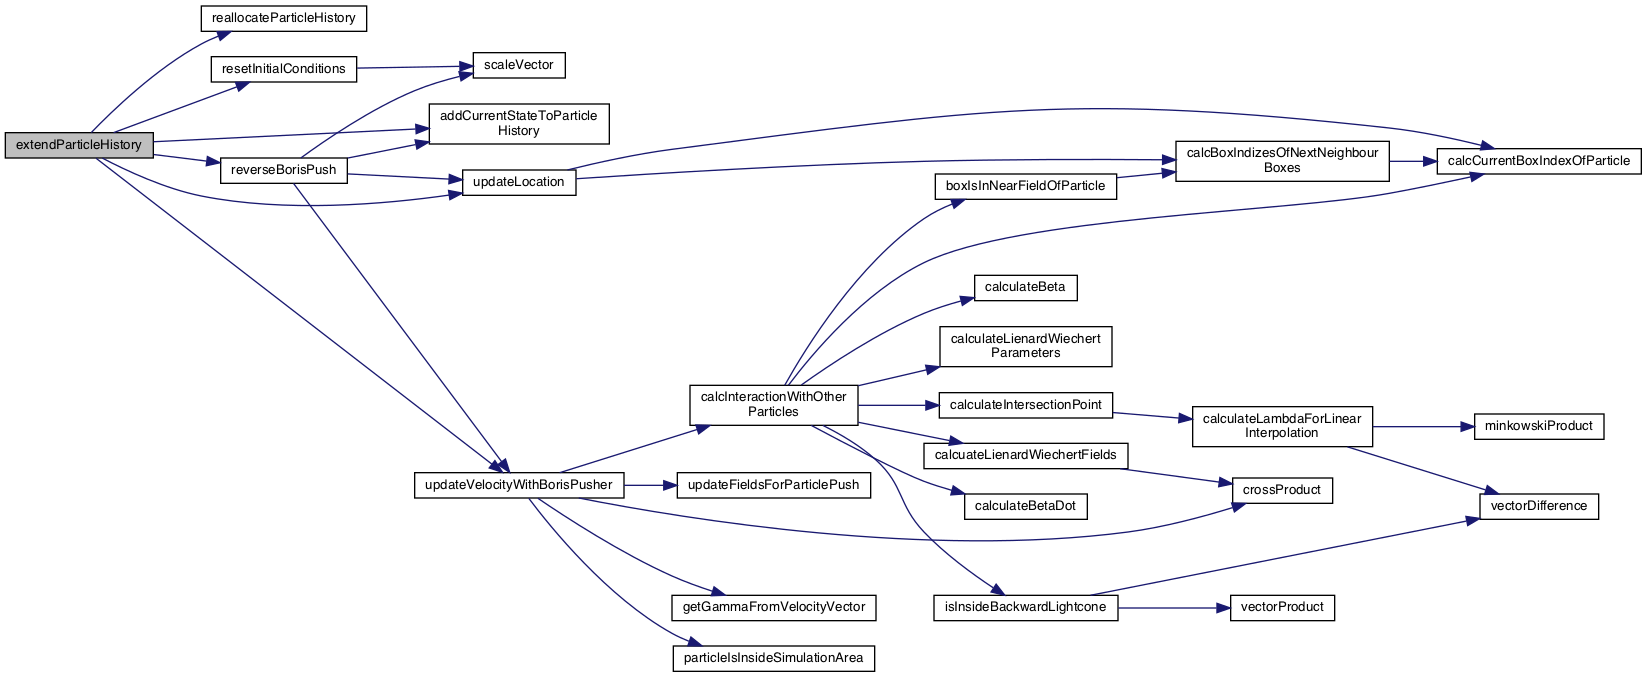 reallocateParticleHistory
resetInitialConditions
scaleVector
addCurrentStateToParticle
History
extendParticleHistory
reverseBorisPush
updateLocation
calcBoxIndizesOfNextNeighbour
Boxes
calcCurrentBoxIndexOfParticle
boxIsInNearFieldOfParticle
calculateBeta
calculateLienardWiechert
Parameters
calcInteractionWithOther
Particles
calculateIntersectionPoint
calculateLambdaForLinear
Interpolation
minkowskiProduct
calcuateLienardWiechertFields
updateVelocityWithBorisPusher
updateFieldsForParticlePush
crossProduct
calculateBetaDot
vectorDifference
getGammaFromVelocityVector
isInsideBackwardLightcone
vectorProduct
particleIsInsideSimulationArea